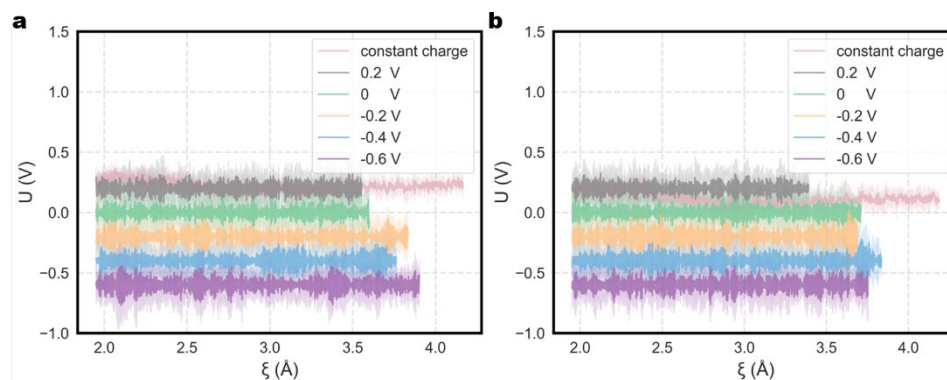 a
1.5
1.0
0.5
0.0
−0.5
−1.0
U (V)
2.0 2.5 3.0 3.5 4.0
ξ (Å)
constant charge
0.2 V
0 V
-0.2 V
-0.4 V
-0.6 V
b
1.5
1.0
0.5
0.0
−0.5
−1.0
U (V)
2.0 2.5 3.0 3.5 4.0
ξ (Å)
constant charge
0.2 V
0 V
-0.2 V
-0.4 V
-0.6 V